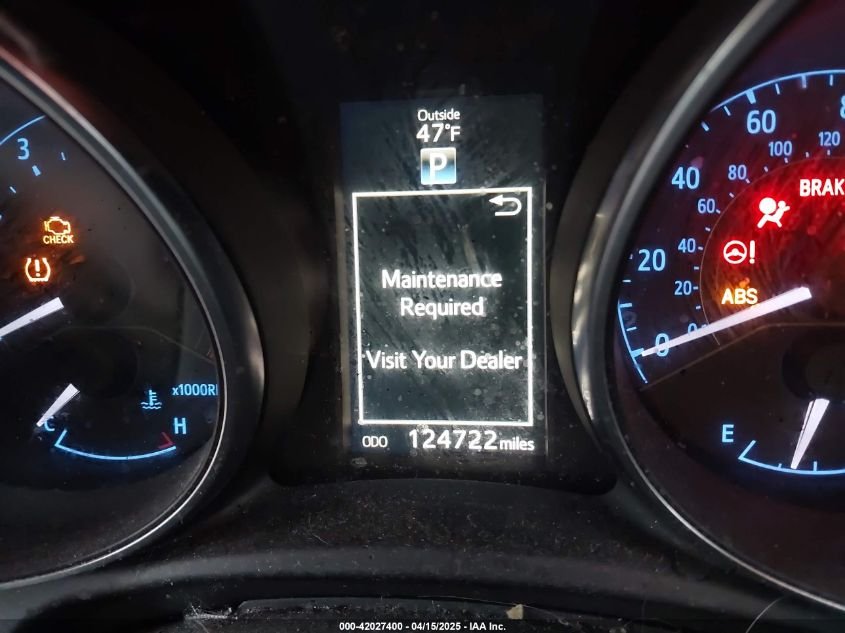 Outside
47°F
P
Maintenance
Required
Visit Your Dealer
ODO 124722 miles
3
CHECK
x1000R
C H
60
100 120
40 80
60
BRAK
20 40
20
ABS
0 0
E
000-42027400 - 04/15/2025 - IAA Inc.